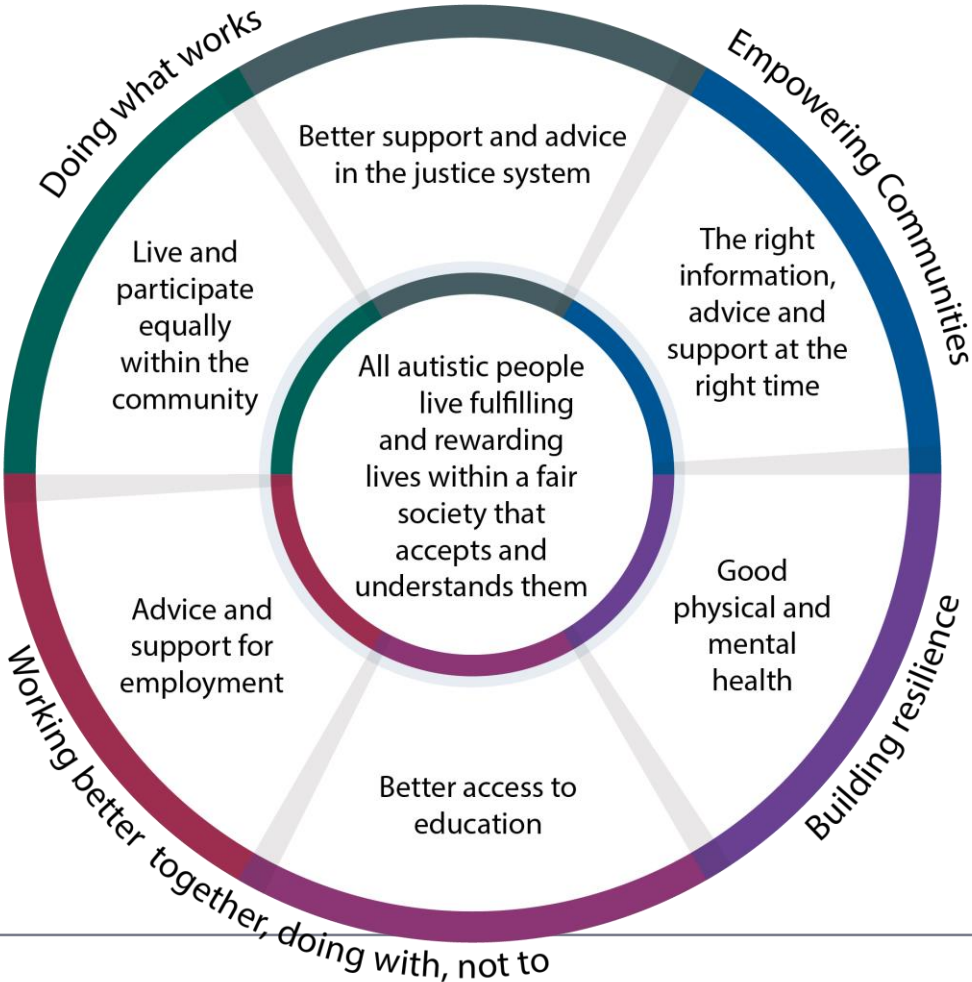 Doing what works
Empowering Communities
Better support and advice
in the justice system
Live and
participate
equally
within the
community
The right
information,
advice and
support at the
right time
All autistic people
live fulfilling
and rewarding
lives within a fair
society that
accepts and
understands them
Advice and
support for
employment
Good
physical and
mental
health
Better access to
education
Working better together, doing with, not to
Building resilience